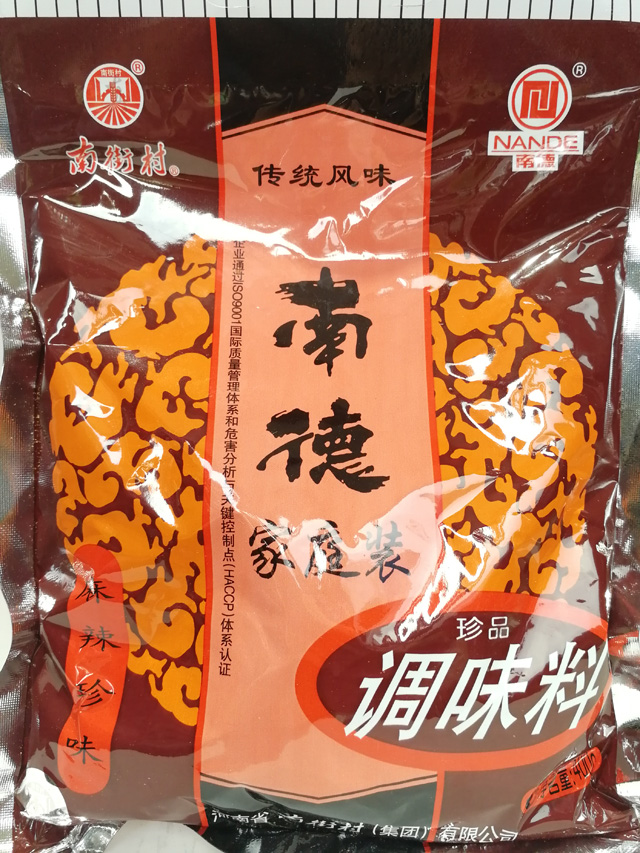 南街村
南街村
NANDE
南德
传统风味
南德
家庭装
企业通过ISO9001国际质量管理体系和危害分析与关键控制点(HACCP)体系认证
麻辣珍味
珍品
调味料
河南省南街村(集团)有限公司